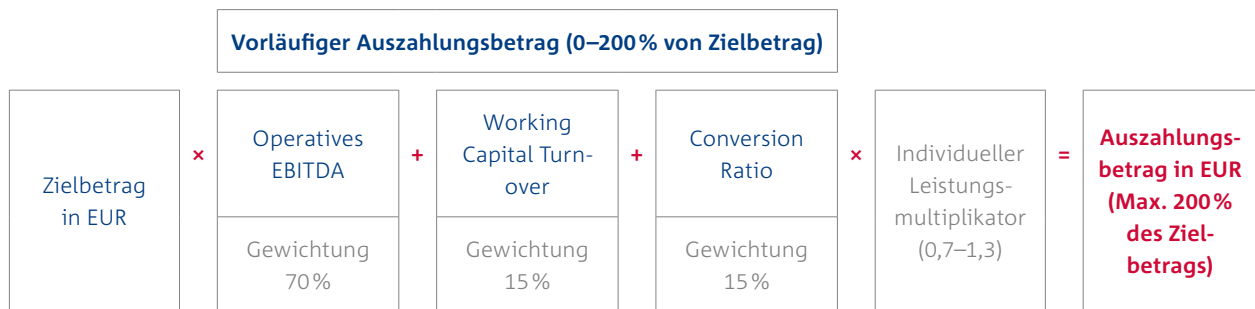 Vorläufiger Auszahlungsbetrag (0–200 % von Zielbetrag)
Zielbetrag
in EUR
×
Operatives
EBITDA
Gewichtung
70 %
+
Working
Capital Turn-
over
Gewichtung
15 %
+
Conversion
Ratio
Gewichtung
15 %
×
Individueller
Leistungs-
multiplikator
(0,7–1,3)
=
Auszahlungs-
betrag in EUR
(Max. 200 %
des Ziel-
betrags)